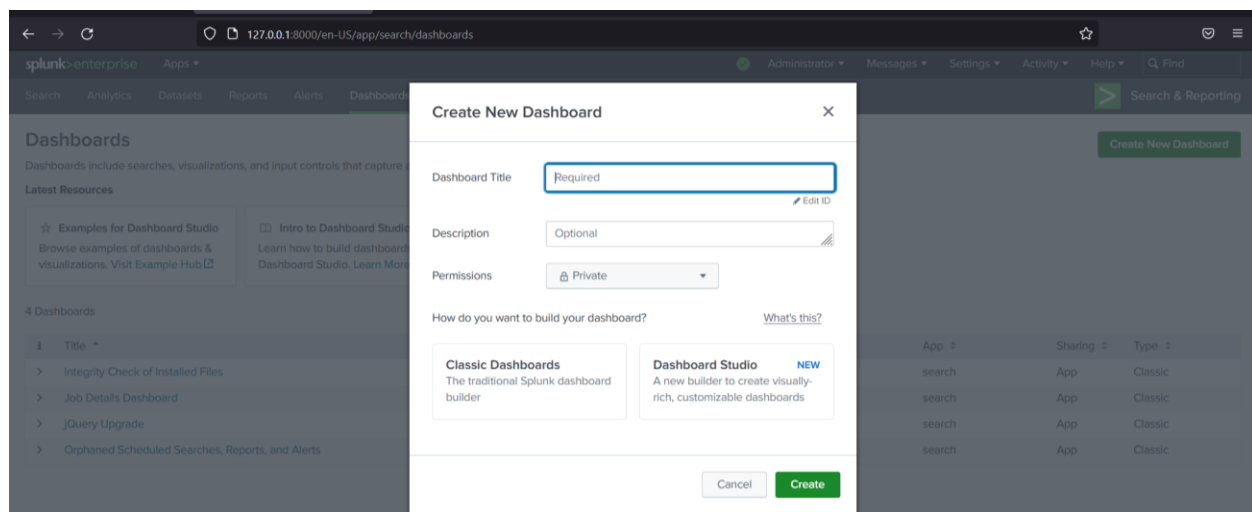 127.0.0.1:8000/en-US/app/search/dashboards
splunk>enterprise Apps Administrator Messages Settings Activity Help Find
Search Analytics Datasets Reports Alerts Dashboards Search & Reporting
Dashboards
Create New Dashboard
Dashboards include searches, visualizations, and input controls that capture
Latest Resources
Examples for Dashboard Studio
Browse examples of dashboards &
visualizations. Visit Example Hub
Intro to Dashboard Studio
Learn how to build dashboards
Dashboard Studio. Learn More
4 Dashboards
i Title App Sharing Type
Integrity Check of Installed Files search App Classic
Job Details Dashboard search App Classic
jQuery Upgrade search App Classic
Orphaned Scheduled Searches, Reports, and Alerts search App Classic
Create New Dashboard
Dashboard Title Required
Edit ID
Description Optional
Permissions Private
How do you want to build your dashboard? What's this?
Classic Dashboards
The traditional Splunk dashboard
builder
Dashboard Studio NEW
A new builder to create visually-
rich, customizable dashboards
Cancel Create